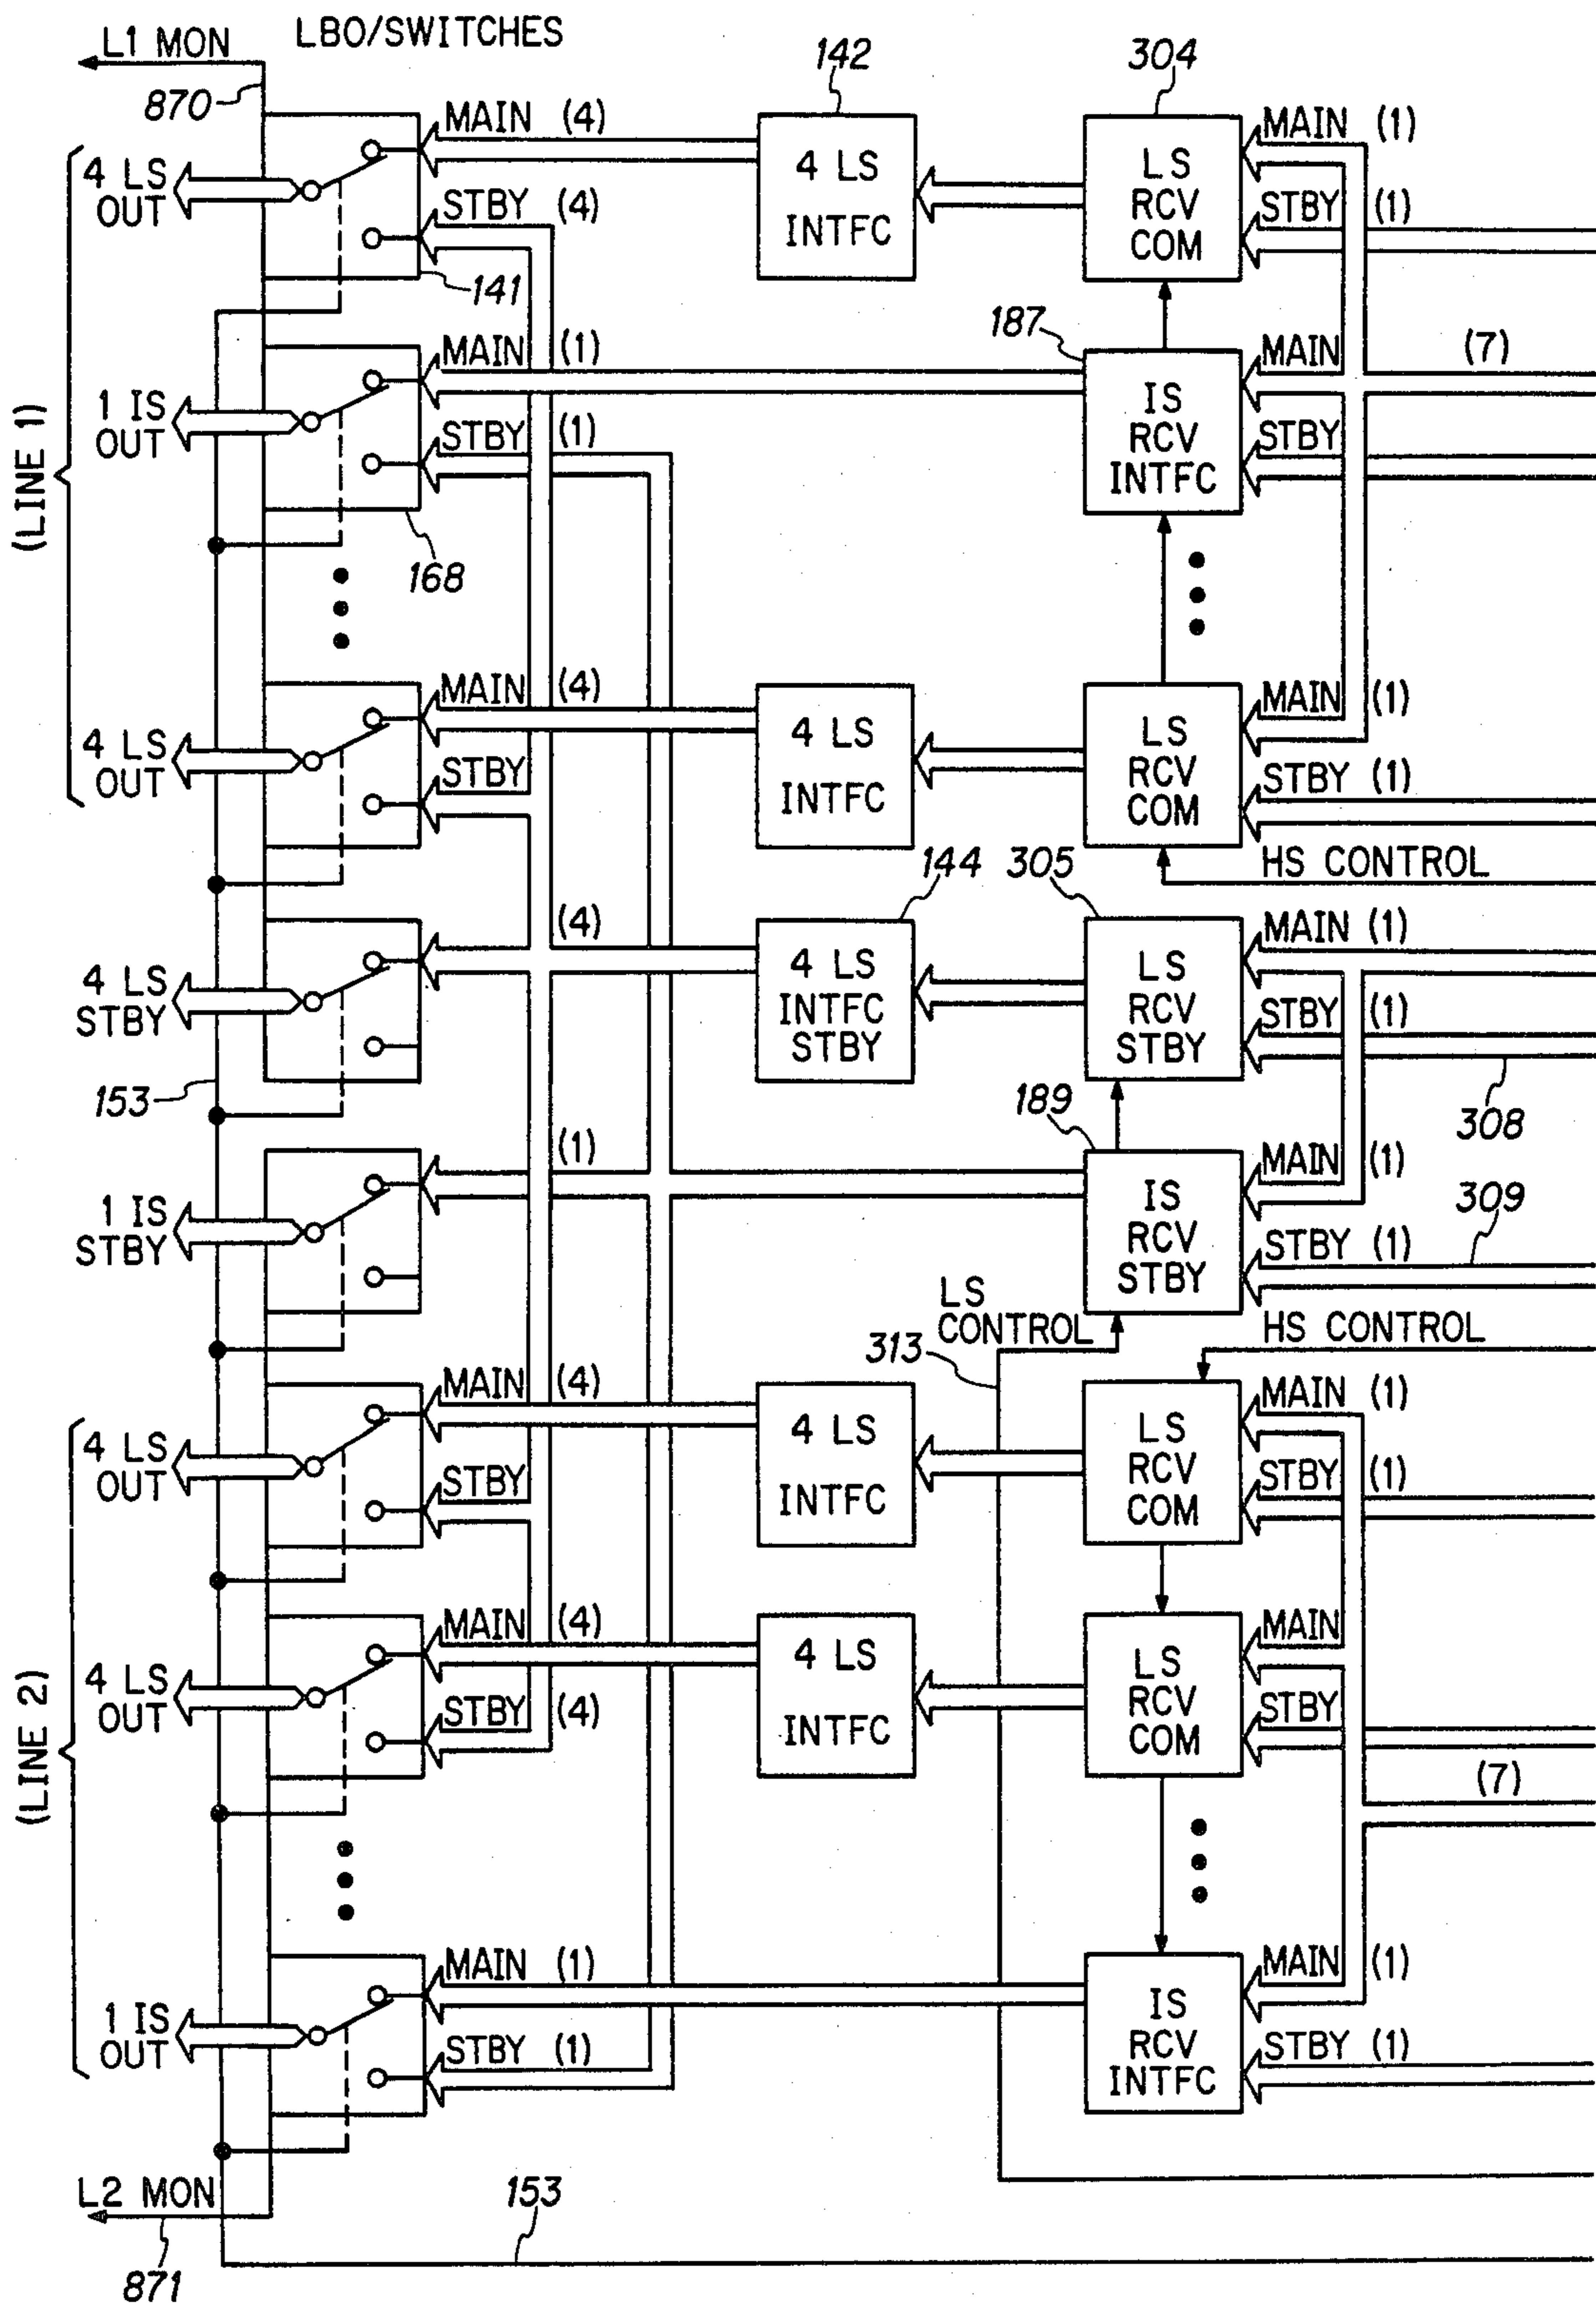 LBO/SWITCHES
L1 MON
870
142
304
MAIN (4)
MAIN (1)
4 LS
OUT
4 LS
INTFC
LS
RCV
COM
STBY (4)
STBY (1)
141
187
MAIN (1)
MAIN
(7)
(LINE 1)
1 IS
OUT
IS
RCV
INTFC
STBY (1)
STBY
168
MAIN (4)
MAIN (1)
4 LS
OUT
4 LS
INTFC
LS
RCV
COM
STBY
STBY (1)
HS CONTROL
144
305
(4)
MAIN (1)
4 LS
STBY
4 LS
INTFC
STBY
LS
RCV
STBY
STBY (1)
153
189
308
(1)
MAIN (1)
1 IS
STBY
IS
RCV
STBY
309
STBY (1)
LS
CONTROL
313
HS CONTROL
MAIN (4)
MAIN (1)
4 LS
OUT
4 LS
INTFC
LS
RCV
COM
STBY
STBY (1)
MAIN (4)
MAIN
(LINE 2)
4 LS
OUT
4 LS
INTFC
LS
RCV
COM
STBY (4)
STBY
(7)
MAIN (1)
MAIN (1)
1 IS
OUT
IS
RCV
INTFC
STBY (1)
STBY (1)
L2 MON
153
871